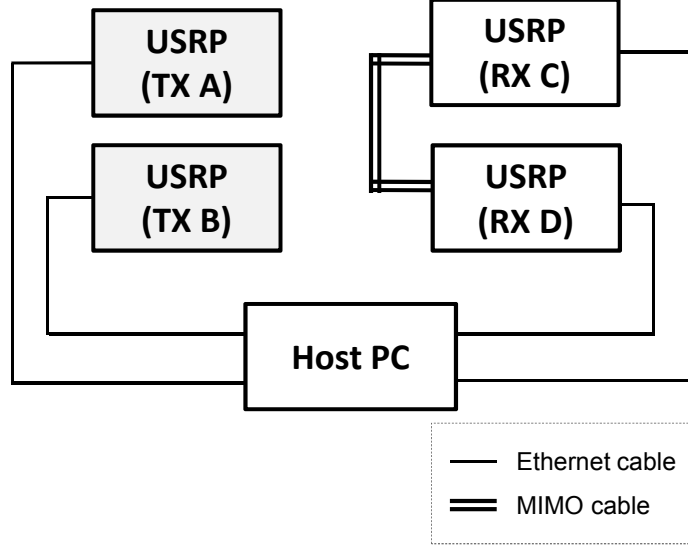 USRP
(TX A)
USRP
(RX C)
USRP
(TX B)
USRP
(RX D)
Host PC
Ethernet cable
MIMO cable